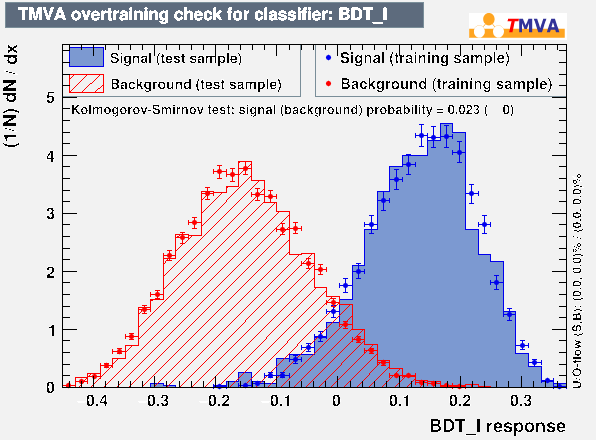 TMVA overtraining check for classifier: BDT_I
TMVA
Signal (test sample)
Background (test sample)
Signal (training sample)
Background (training sample)
Kolmogorov-Smirnov test: signal (background) probability = 0.023 ( 0)
(1/N) dN / dx
5
4
3
2
1
0
−0.4 −0.3 −0.2 −0.1 0 0.1 0.2 0.3
BDT_I response
U/O-flow (S,B): (0.0, 0.0)% / (0.0, 0.0)%